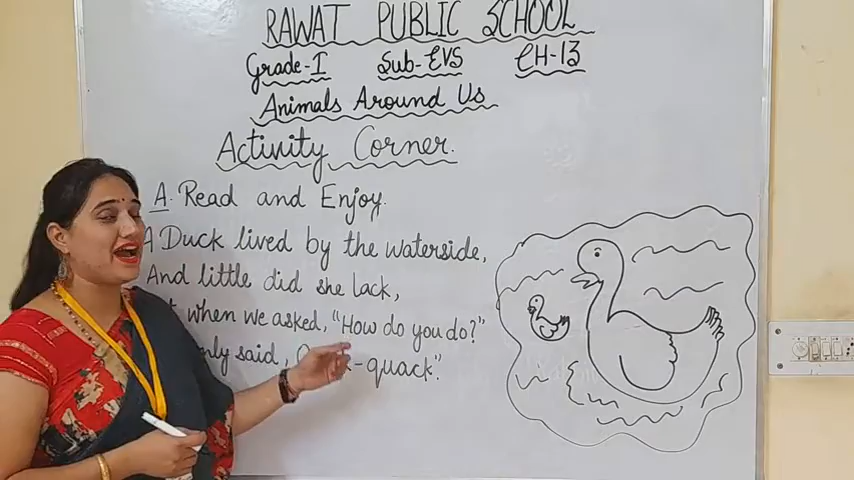 RAWAT PUBLIC SCHOOL
Grade-I Sub-EVS CH-13
Animals Around Us
Activity Corner
A. Read and Enjoy.
A Duck lived by the waterside,
And little did she lack,
when we asked, "How do you do?"
said, -quack".